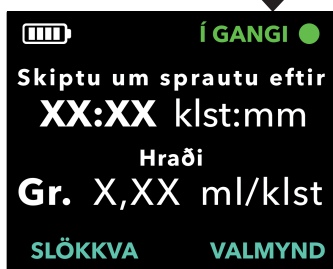 Í GANGI
Skiptu um sprautu eftir
XX:XX klst:mm
Hraði
Gr. X,XX ml/klst
SLÖKKVA VALMYND